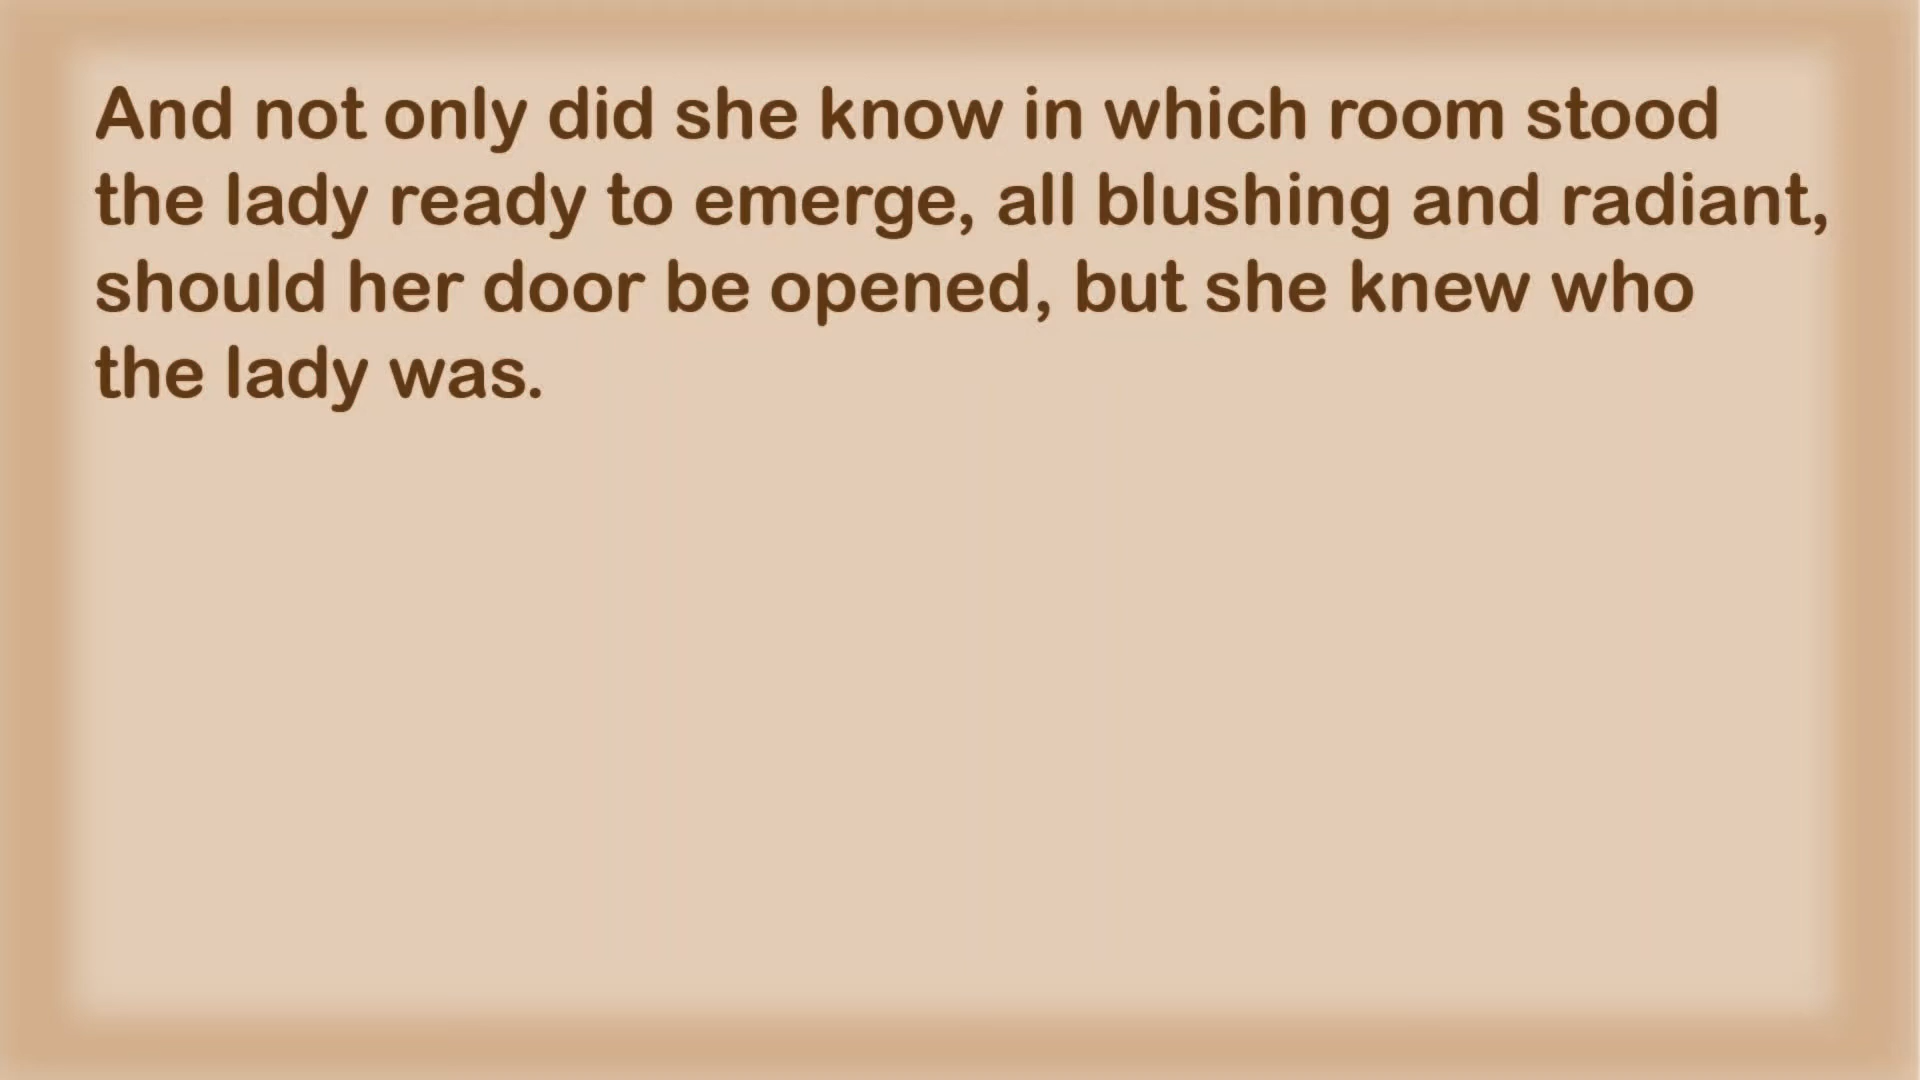 And not only did she know in which room stood
the lady ready to emerge, all blushing and radiant,
should her door be opened, but she knew who
the lady was.